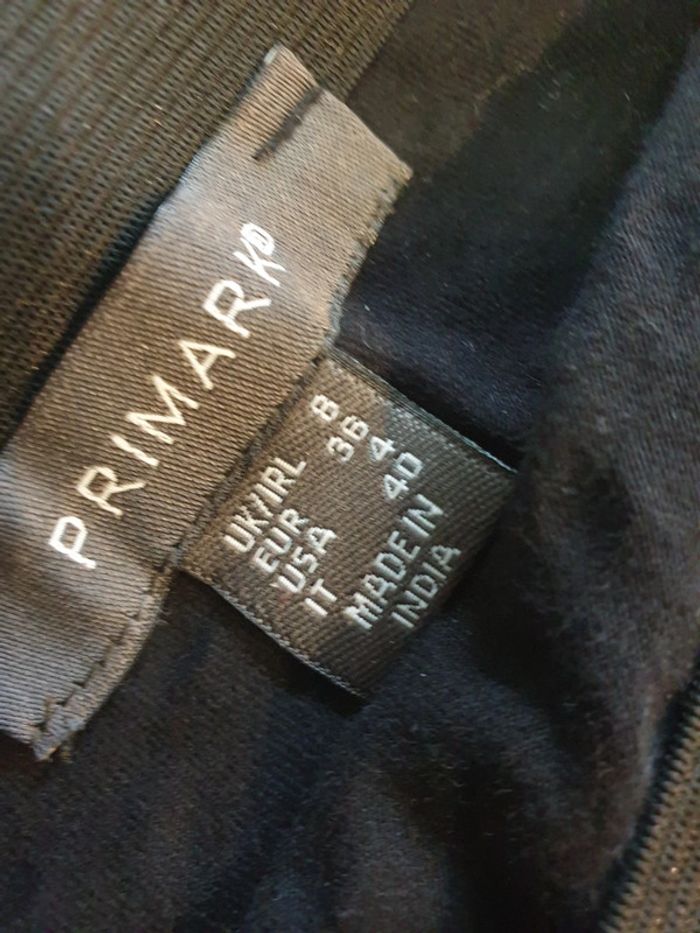 PRIMARK®
UK/IRL 8
EUR 36
USA 4
IT 40
MADE IN
INDIA